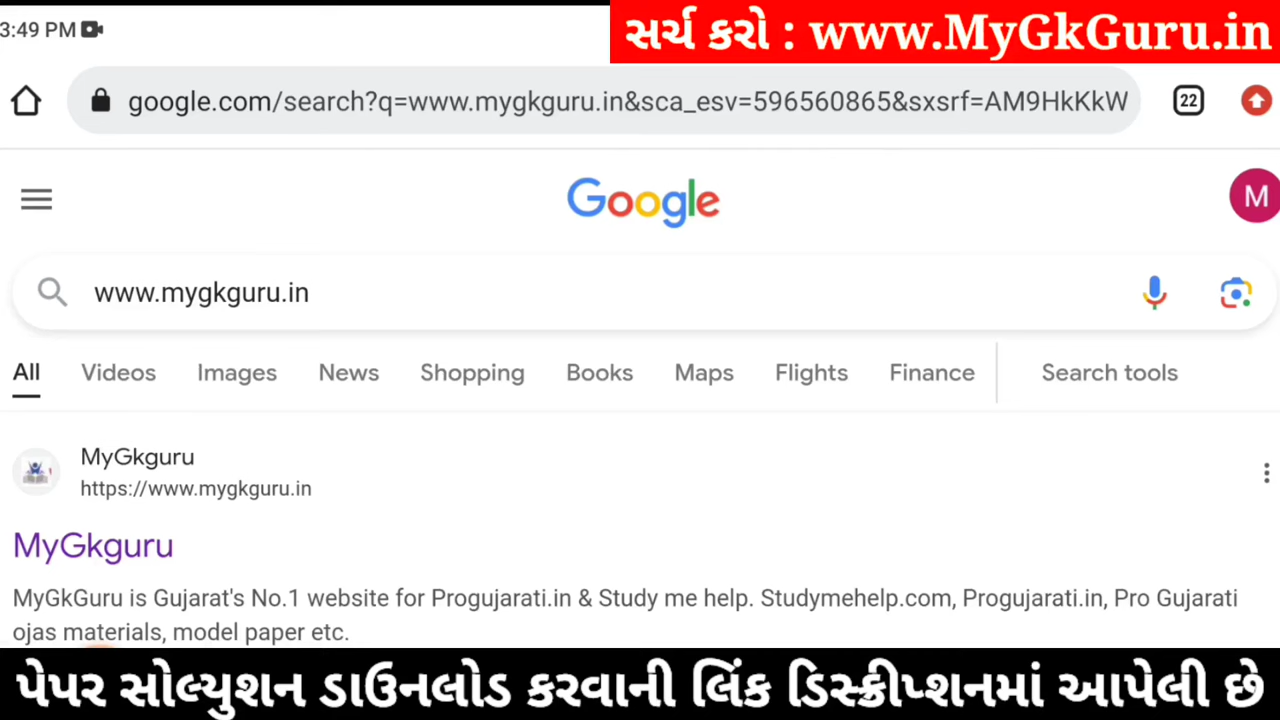 3:49 PM
સર્ચ કરો : www.MyGkGuru.in
google.com/search?q=www.mygkguru.in&sca_esv=596560865&sxsrf=AM9HkKkW
22
Google
M
www.mygkguru.in
All Videos Images News Shopping Books Maps Flights Finance Search tools
MyGkguru
https://www.mygkguru.in
MyGkguru
MyGkGuru is Gujarat's No.1 website for Progujarati.in & Study me help. Studymehelp.com, Progujarati.in, Pro Gujarati
ojas materials, model paper etc.
પેપર સોલ્યુશન ડાઉનલોડ કરવાની લિંક ડિસ્ક્રીપ્શનમાં આપેલી છે